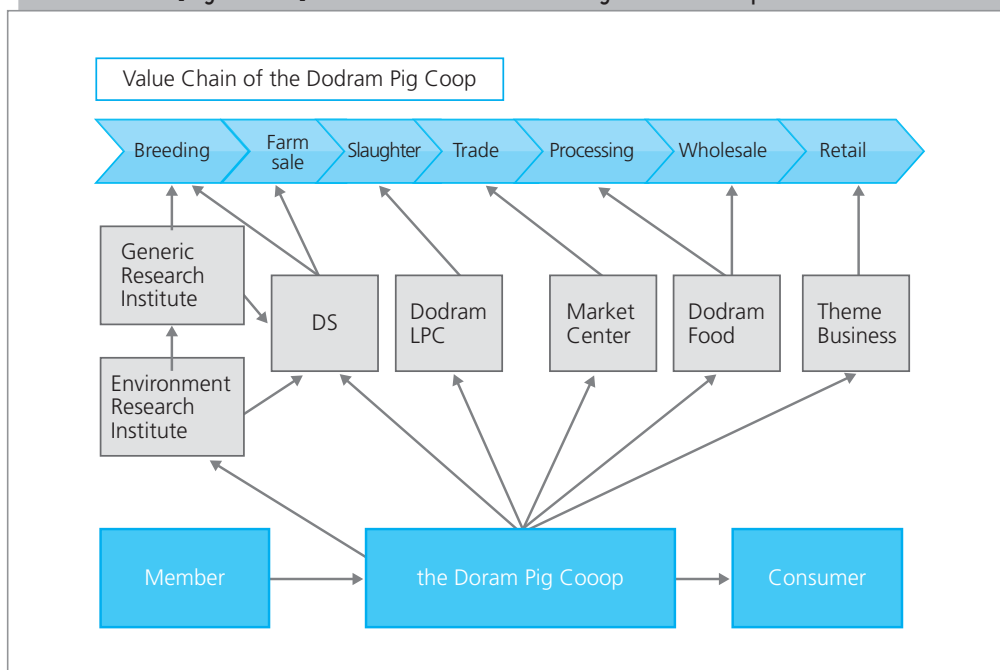 Value Chain of the Dodram Pig Coop
Breeding
Farm
sale
Slaughter
Trade
Processing
Wholesale
Retail
Generic
Research
Institute
DS
Dodram
LPC
Market
Center
Dodram
Food
Theme
Business
Environment
Research
Institute
Member
the Doram Pig Cooop
Consumer